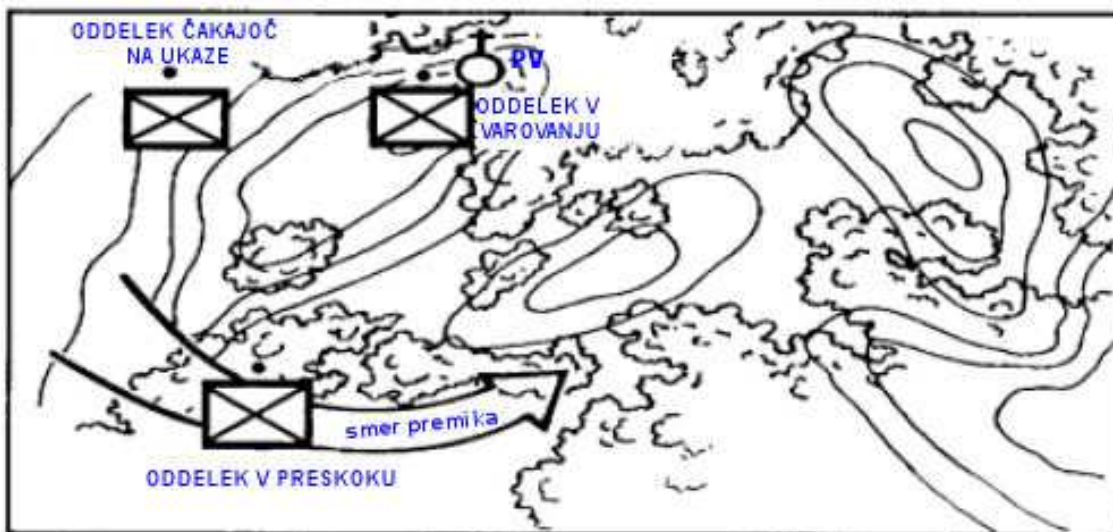 ODDELEK ČAKAJOČ
NA UKAZE
PV
ODDELEK V
VAROVANJU
smer premika
ODDELEK V PRESKOKU